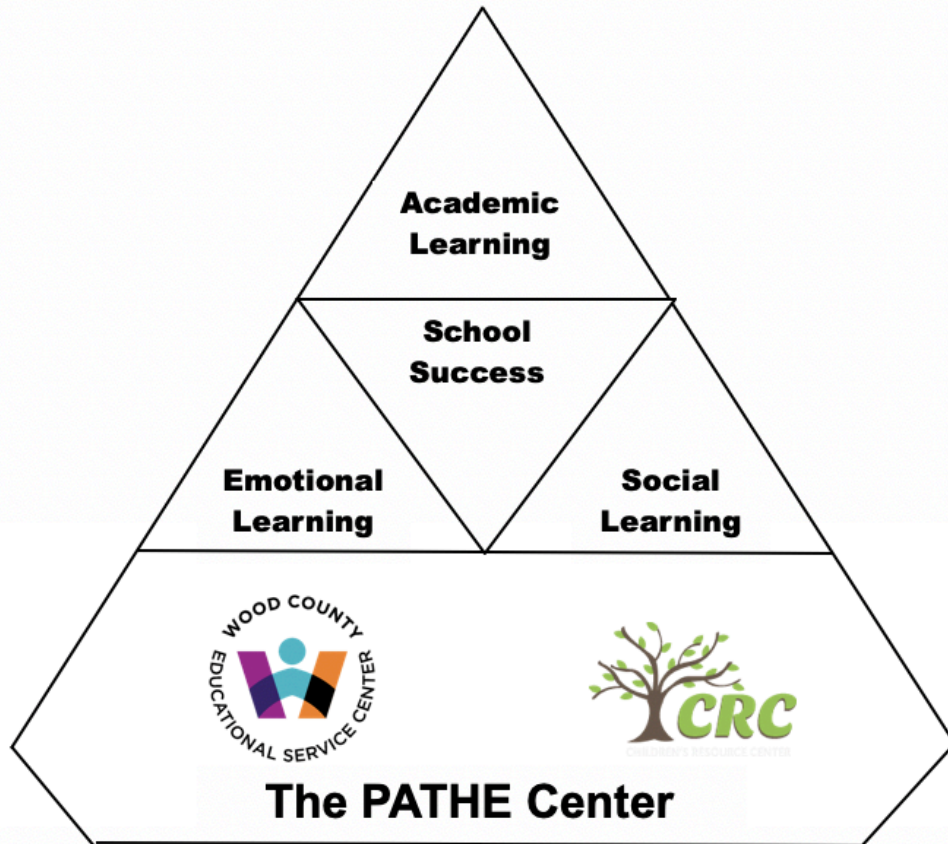 Academic
Learning
School
Success
Emotional
Learning
Social
Learning
WOOD COUNTY
EDUCATIONAL SERVICE CENTER
CRC
CHILDREN'S RESOURCE CENTER
The PATHE Center